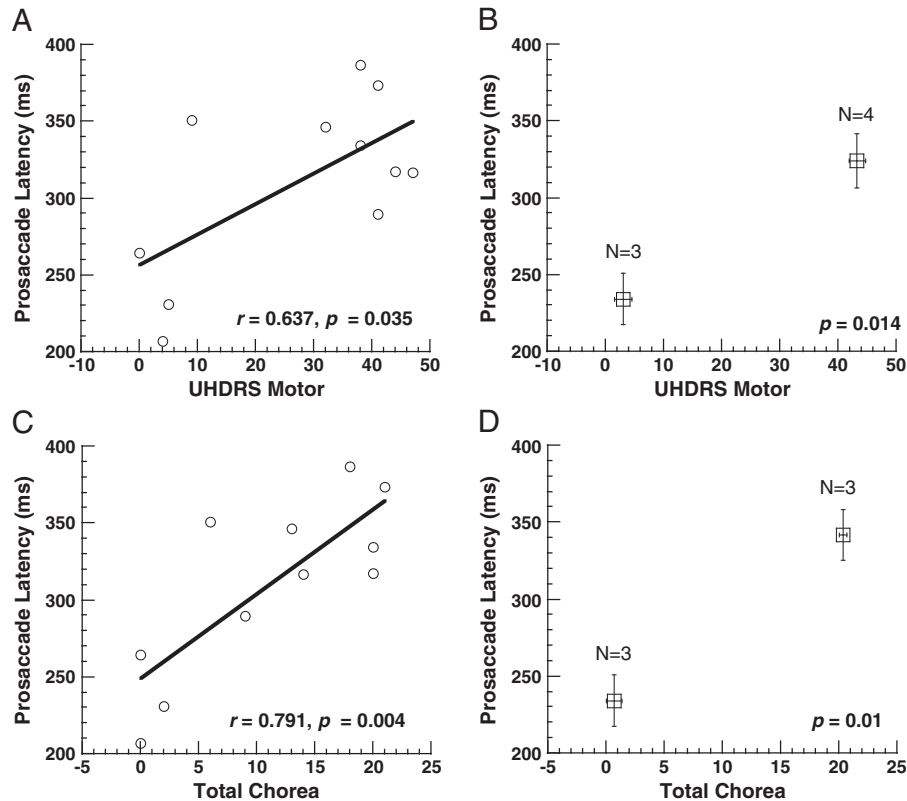 A
B
400
350
300
250
200
Prosaccade Latency (ms)
r = 0.637, p = 0.035
0
10
20
30
40
50
-10
UHDRS Motor
400
350
300
250
200
Prosaccade Latency (ms)
N=4
N=3
p = 0.014
-10
0
10
20
30
40
50
UHDRS Motor
C
D
400
350
300
250
200
Prosaccade Latency (ms)
r = 0.791, p = 0.004
-5
0
5
10
15
20
25
Total Chorea
400
350
300
250
200
Prosaccade Latency (ms)
N=3
N=3
p = 0.01
-5
0
5
10
15
20
25
Total Chorea